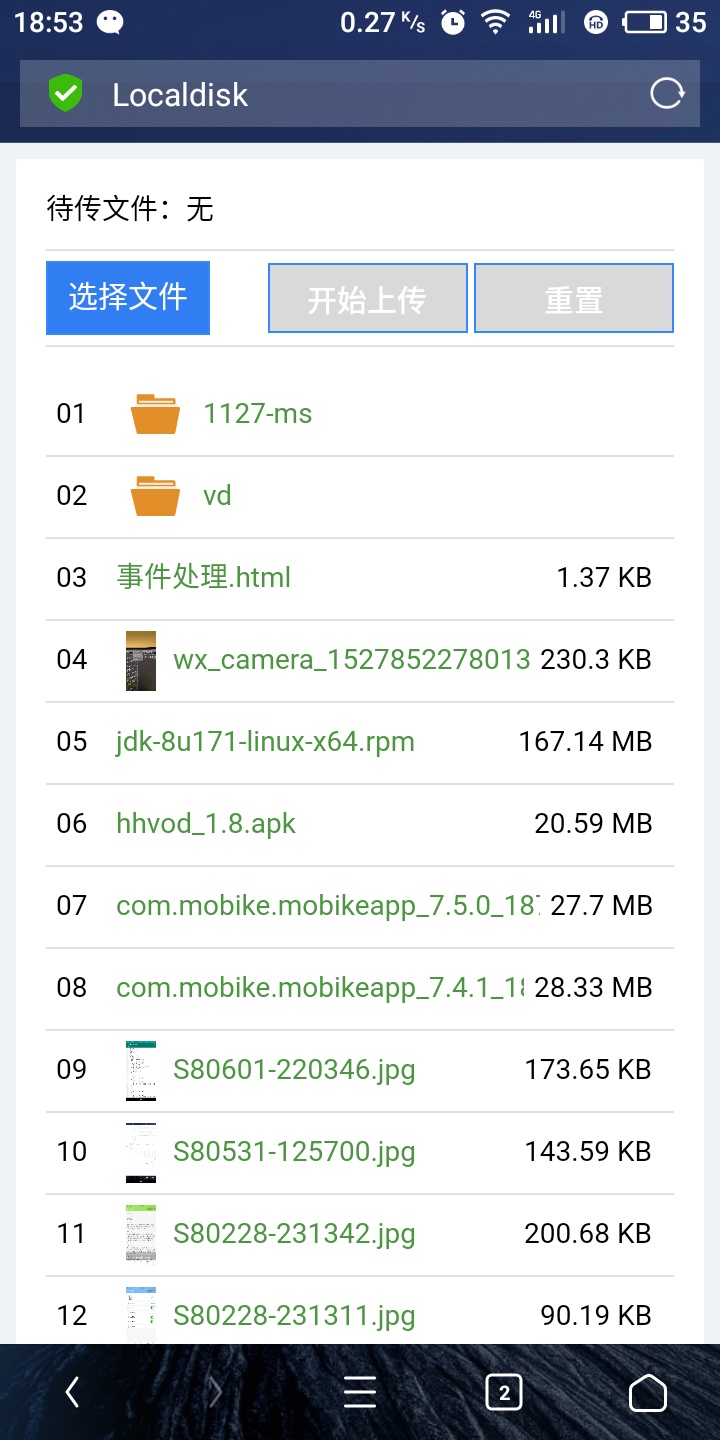 18:53 0.27 K/s 4G HD 35
Localdisk
待传文件：无
选择文件 开始上传 重置
01 1127-ms
02 vd
03 事件处理.html 1.37 KB
04 wx_camera_1527852278013 230.3 KB
05 jdk-8u171-linux-x64.rpm 167.14 MB
06 hhvod_1.8.apk 20.59 MB
07 com.mobike.mobikeapp_7.5.0_187 27.7 MB
08 com.mobike.mobikeapp_7.4.1_18 28.33 MB
09 S80601-220346.jpg 173.65 KB
10 S80531-125700.jpg 143.59 KB
11 S80228-231342.jpg 200.68 KB
12 S80228-231311.jpg 90.19 KB
2